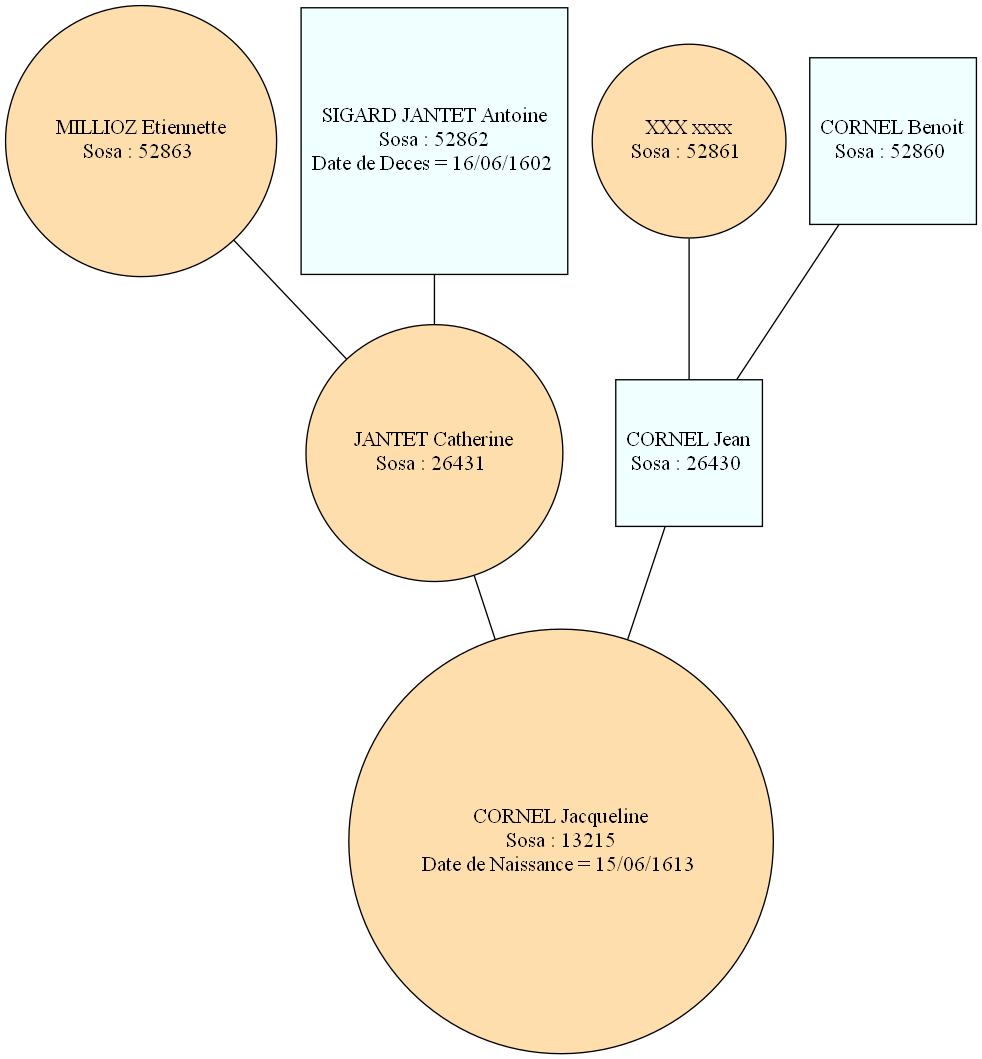 MILLIOZ Etiennette
Sosa : 52863
SIGARD JANTET Antoine
Sosa : 52862
Date de Deces = 16/06/1602
XXX xxxx
Sosa : 52861
CORNEL Benoit
Sosa : 52860
JANTET Catherine
Sosa : 26431
CORNEL Jean
Sosa : 26430
CORNEL Jacqueline
Sosa : 13215
Date de Naissance = 15/06/1613